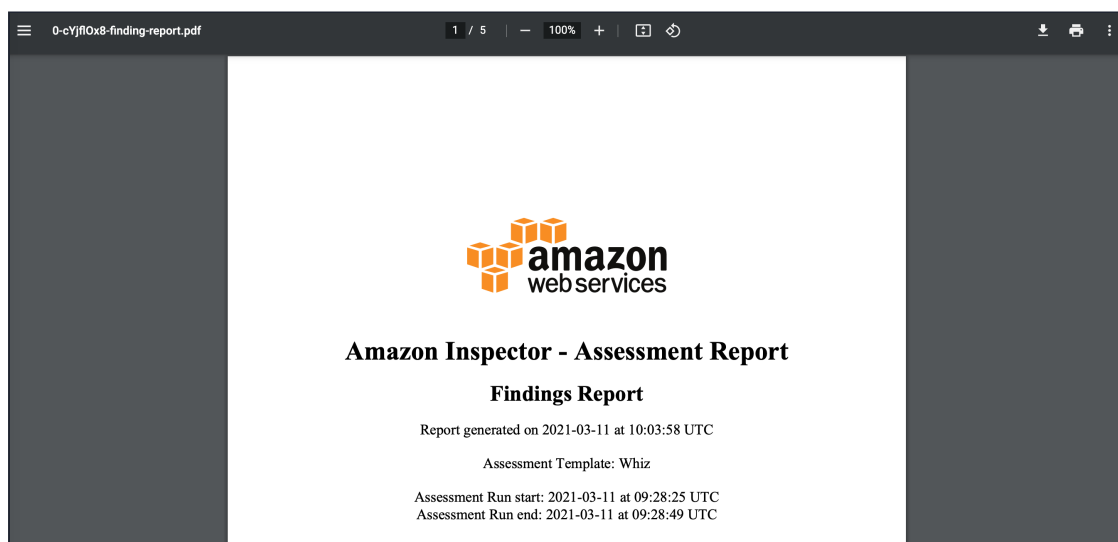 0-cYjflOx8-finding-report.pdf
1 / 5
100%
amazon
web services
Amazon Inspector - Assessment Report
Findings Report
Report generated on 2021-03-11 at 10:03:58 UTC
Assessment Template: Whiz
Assessment Run start: 2021-03-11 at 09:28:25 UTC
Assessment Run end: 2021-03-11 at 09:28:49 UTC